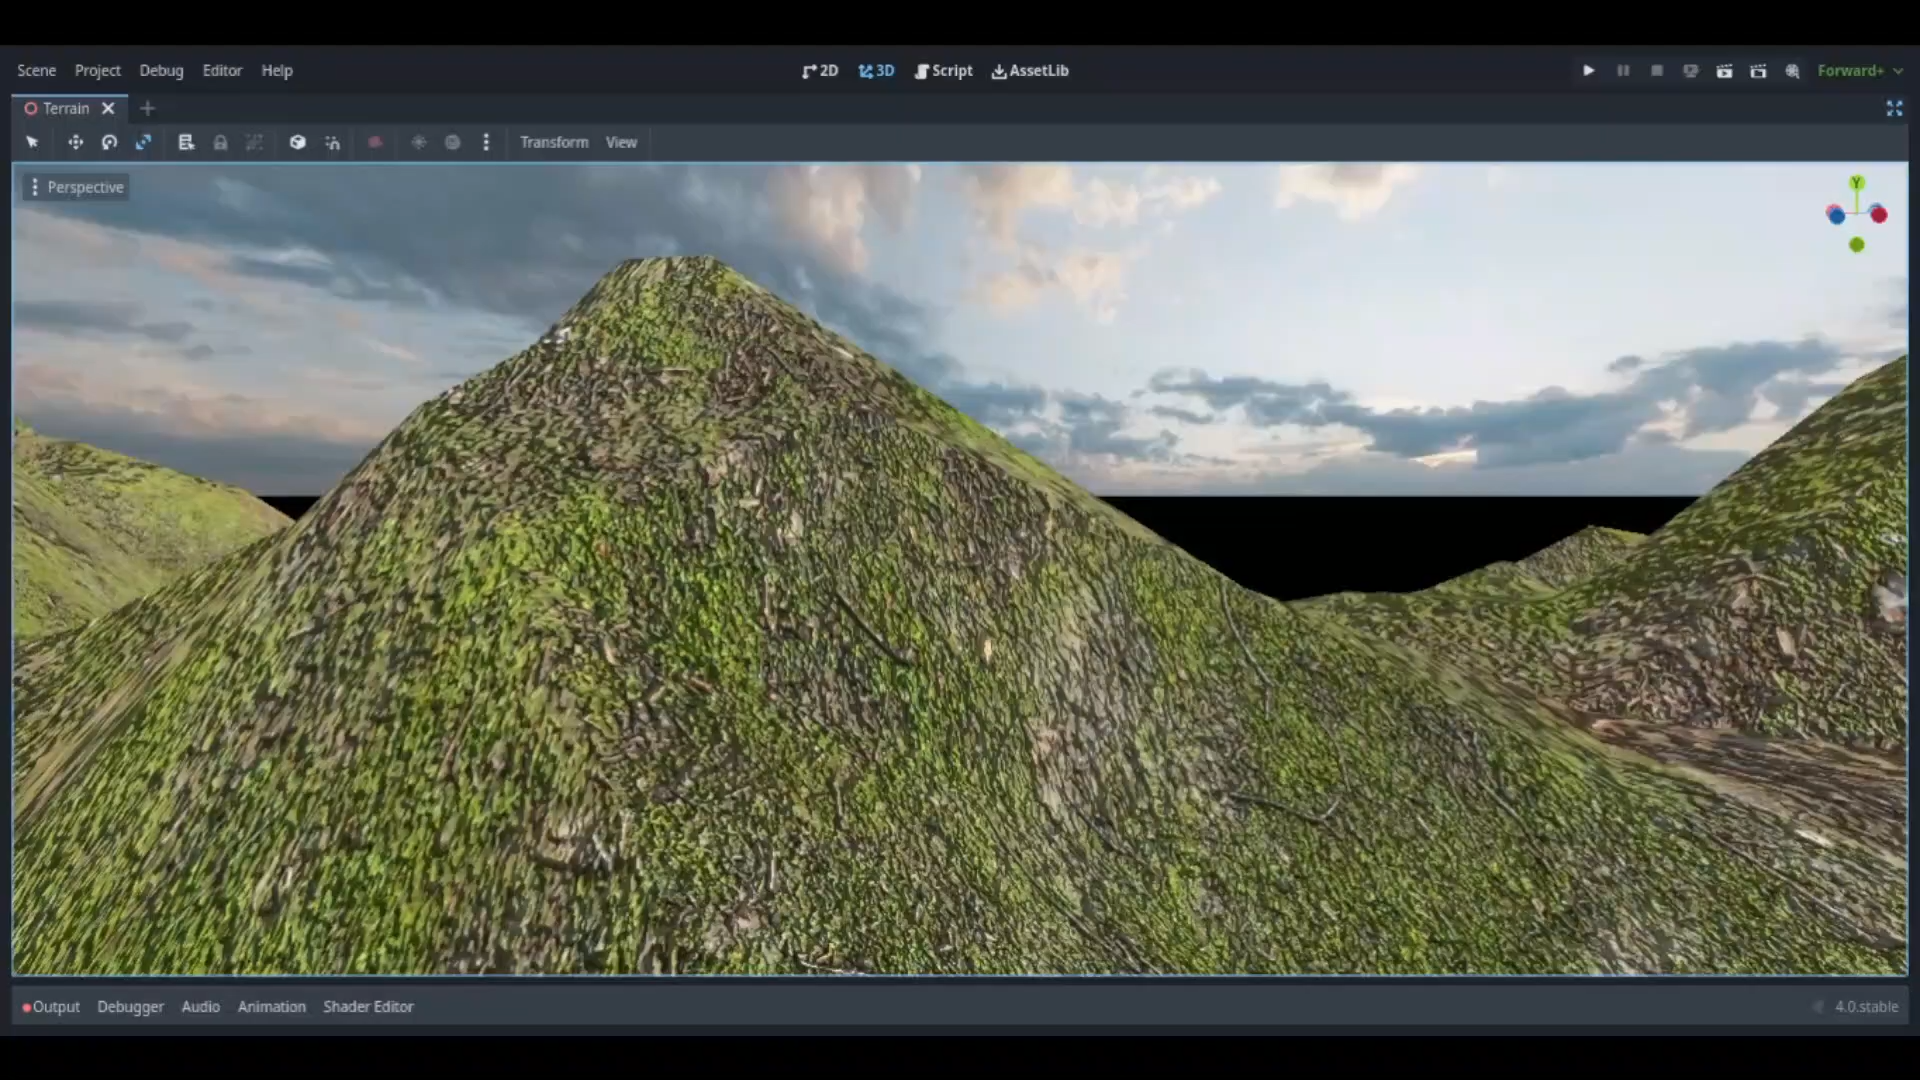 Scene Project Debug Editor Help 2D 3D Script AssetLib Forward+
Terrain
Transform View
Perspective
Y
Output Debugger Audio Animation Shader Editor 4.0.stable